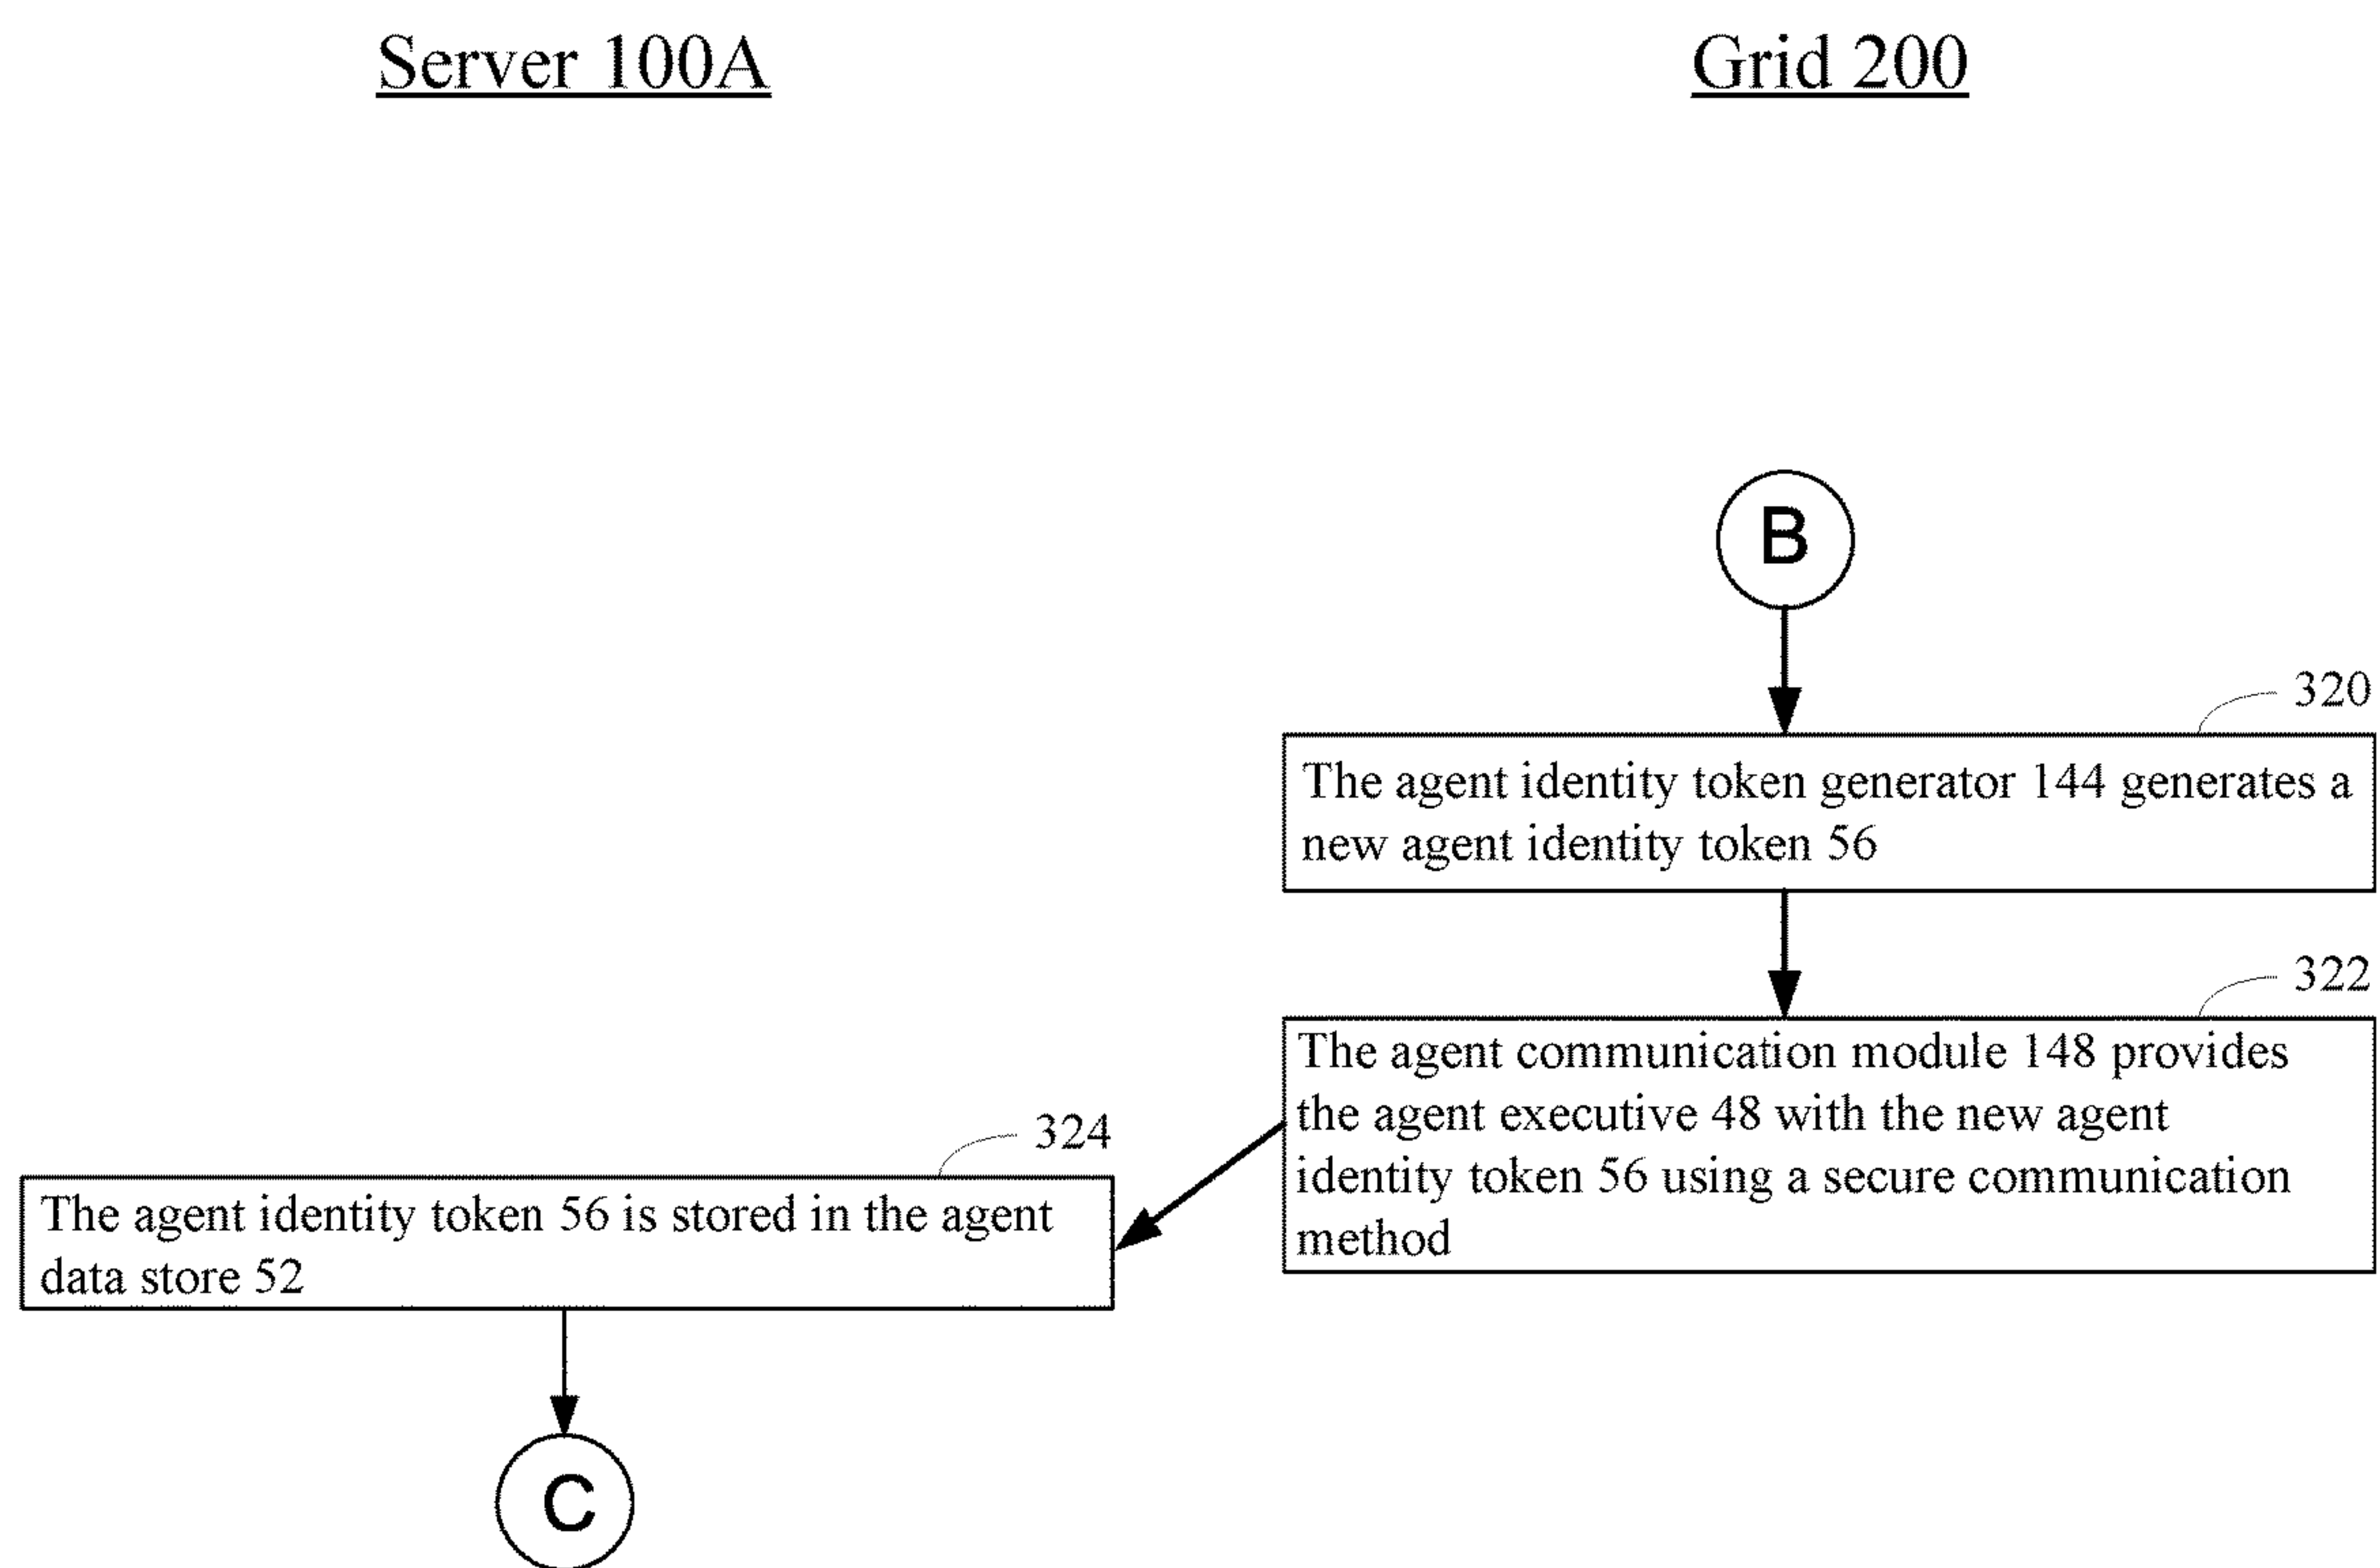 Server 100A
Grid 200
B
320
The agent identity token generator 144 generates a
new agent identity token 56
322
The agent communication module 148 provides
the agent executive 48 with the new agent
identity token 56 using a secure communication
method
324
The agent identity token 56 is stored in the agent
data store 52
C